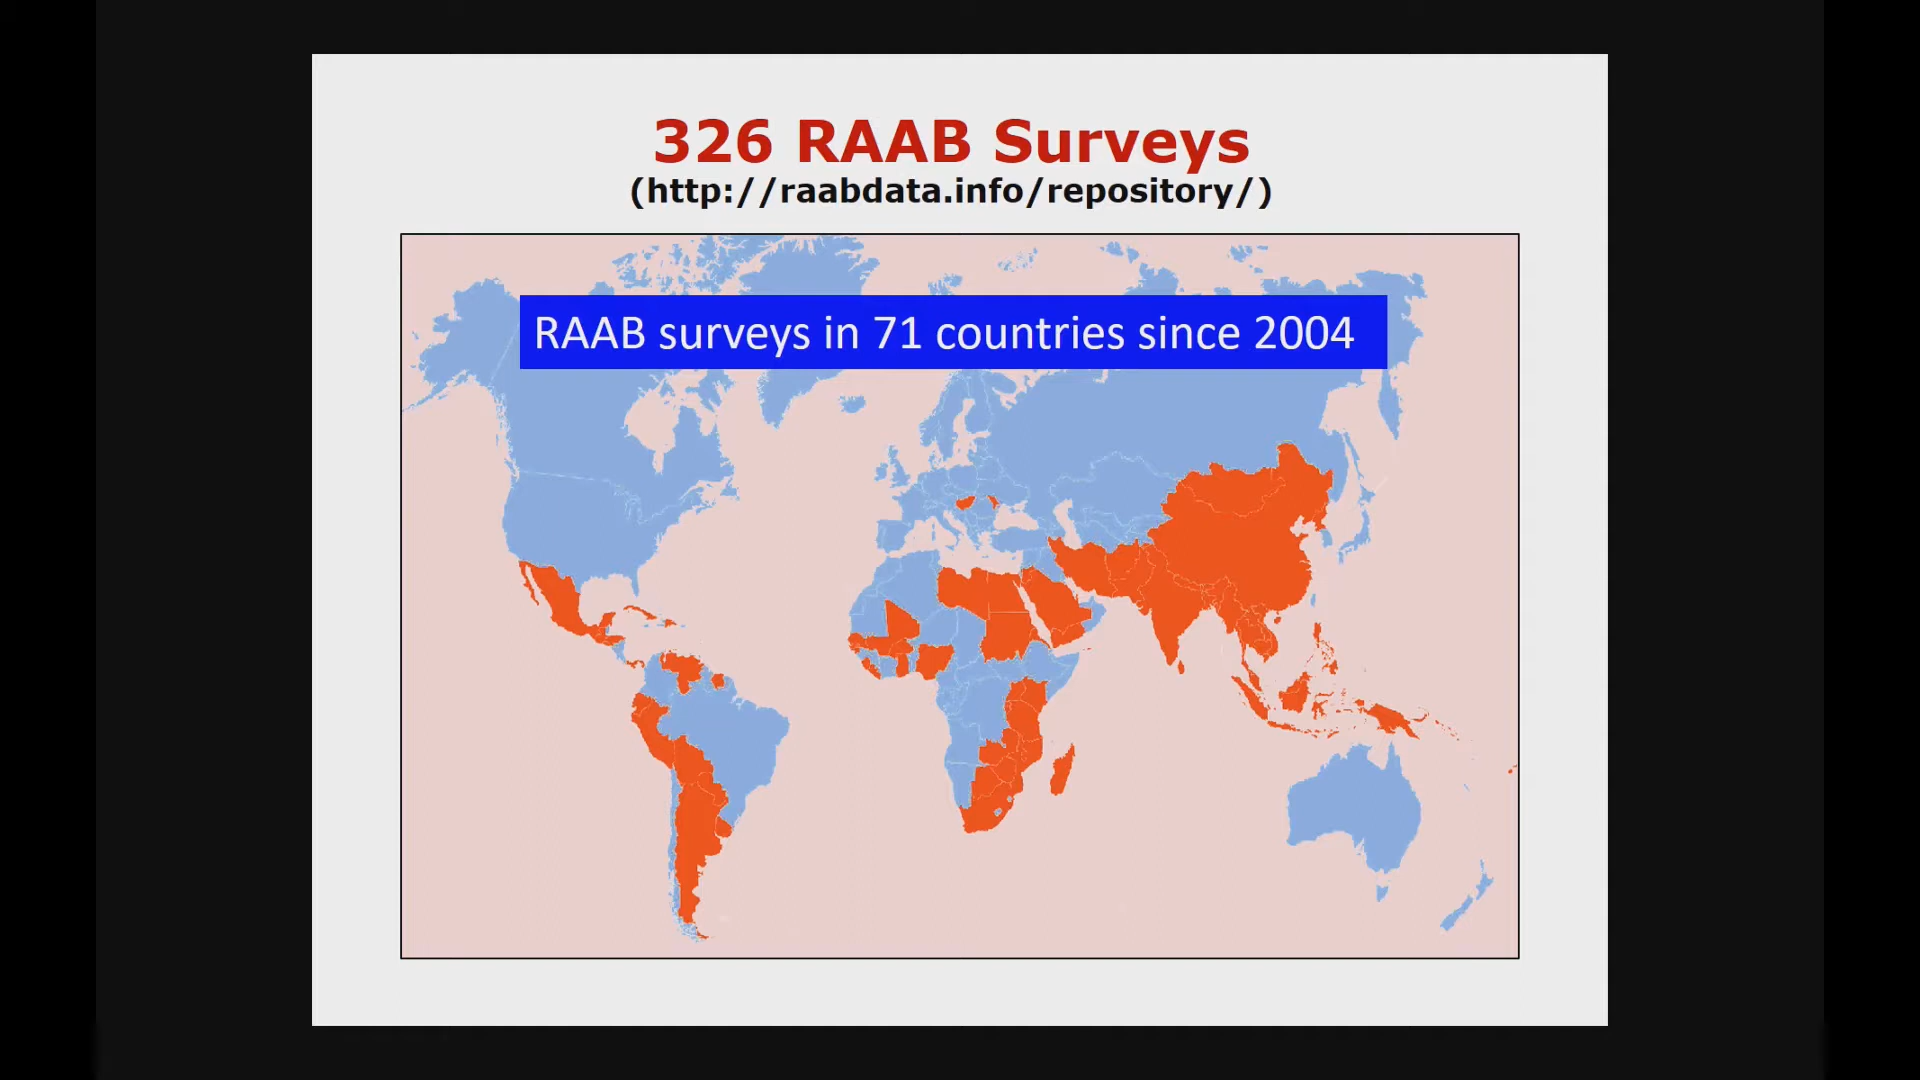 326 RAAB Surveys
(http://raabdata.info/repository/)
RAAB surveys in 71 countries since 2004